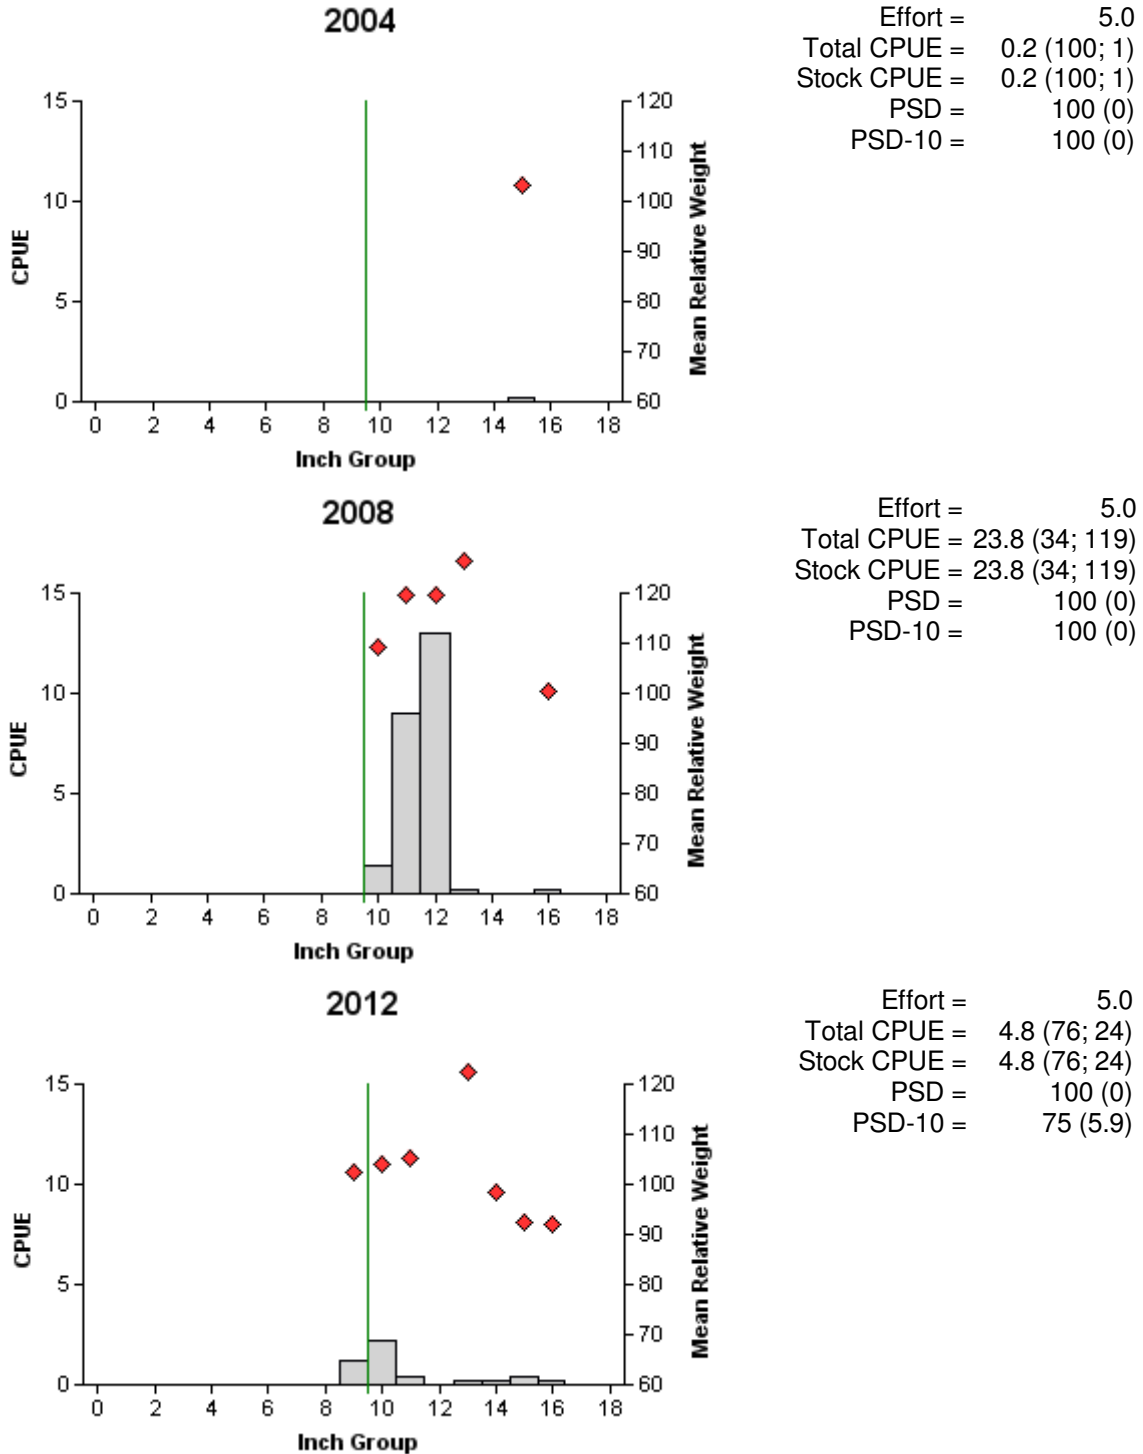 2004
Effort = 5.0
Total CPUE = 0.2 (100; 1)
Stock CPUE = 0.2 (100; 1)
PSD = 100 (0)
PSD-10 = 100 (0)
15 120
110
10 100
90
5 80
70
0 60
CPUE
Mean Relative Weight
0 2 4 6 8 10 12 14 16 18
Inch Group
2008
Effort = 5.0
Total CPUE = 23.8 (34; 119)
Stock CPUE = 23.8 (34; 119)
PSD = 100 (0)
PSD-10 = 100 (0)
15 120
110
10 100
90
5 80
70
0 60
CPUE
Mean Relative Weight
0 2 4 6 8 10 12 14 16 18
Inch Group
2012
Effort = 5.0
Total CPUE = 4.8 (76; 24)
Stock CPUE = 4.8 (76; 24)
PSD = 100 (0)
PSD-10 = 75 (5.9)
15 120
110
10 100
90
5 80
70
0 60
CPUE
Mean Relative Weight
0 2 4 6 8 10 12 14 16 18
Inch Group